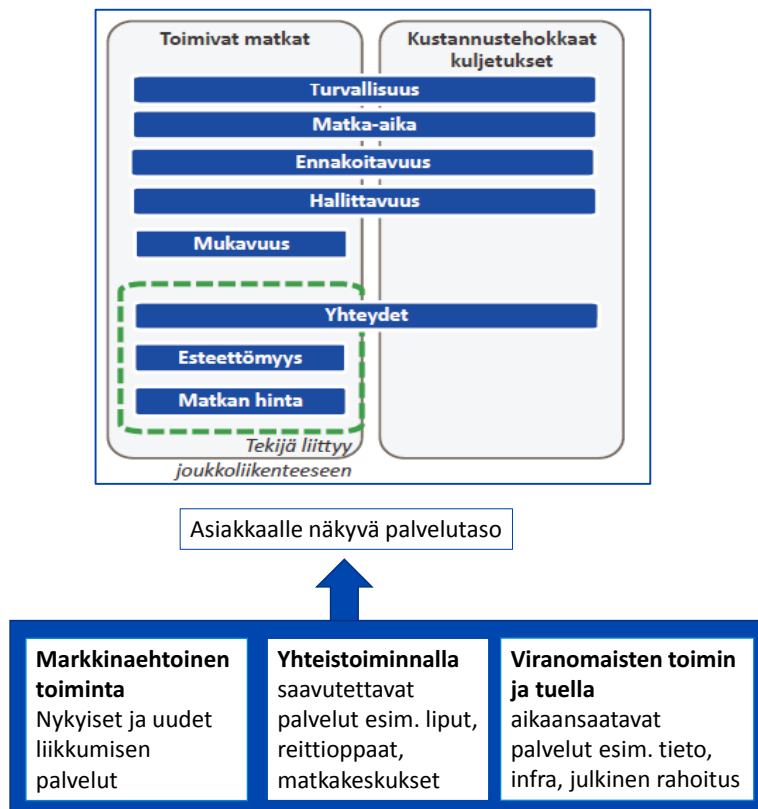 Toimivat matkat
Kustannustehokkaat
kuljetukset
Turvallisuus
Matka-aika
Ennakoitavuus
Hallittavuus
Mukavuus
Yhteydet
Esteettömyys
Matkan hinta
Tekijä liittyy
joukkoliikenteeseen
Asiakkaalle näkyvä palvelutaso
Markkinaehtoinen
toiminta
Nykyiset ja uudet
liikkumisen
palvelut
Yhteistoiminnalla
saavutettavat
palvelut esim. liput,
reittioppaat,
matkakeskukset
Viranomaisten toimin
ja tuella
aikaansaatavat
palvelut esim. tieto,
infra, julkinen rahoitus